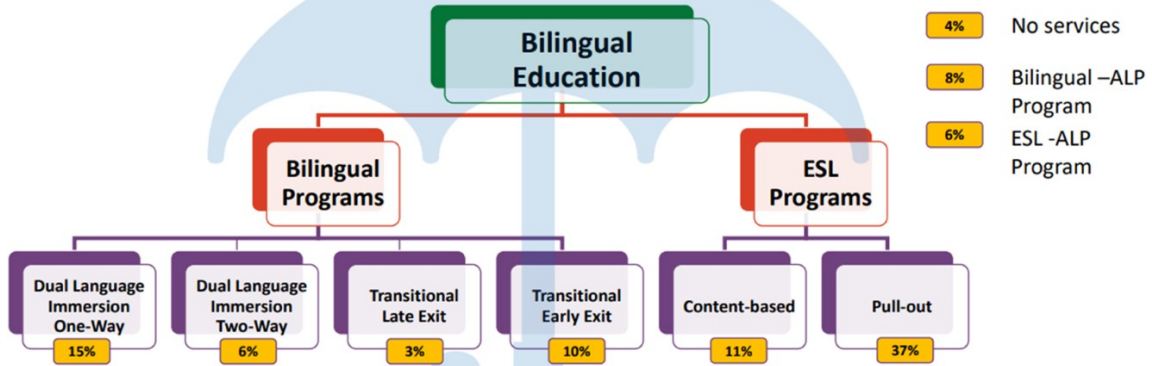 Bilingual
Education
4%
No services
8%
Bilingual –ALP
Program
6%
ESL -ALP
Program
Bilingual
Programs
ESL
Programs
Dual Language
Immersion
One-Way
15%
Dual Language
Immersion
Two-Way
6%
Transitional
Late Exit
3%
Transitional
Early Exit
10%
Content-based
11%
Pull-out
37%